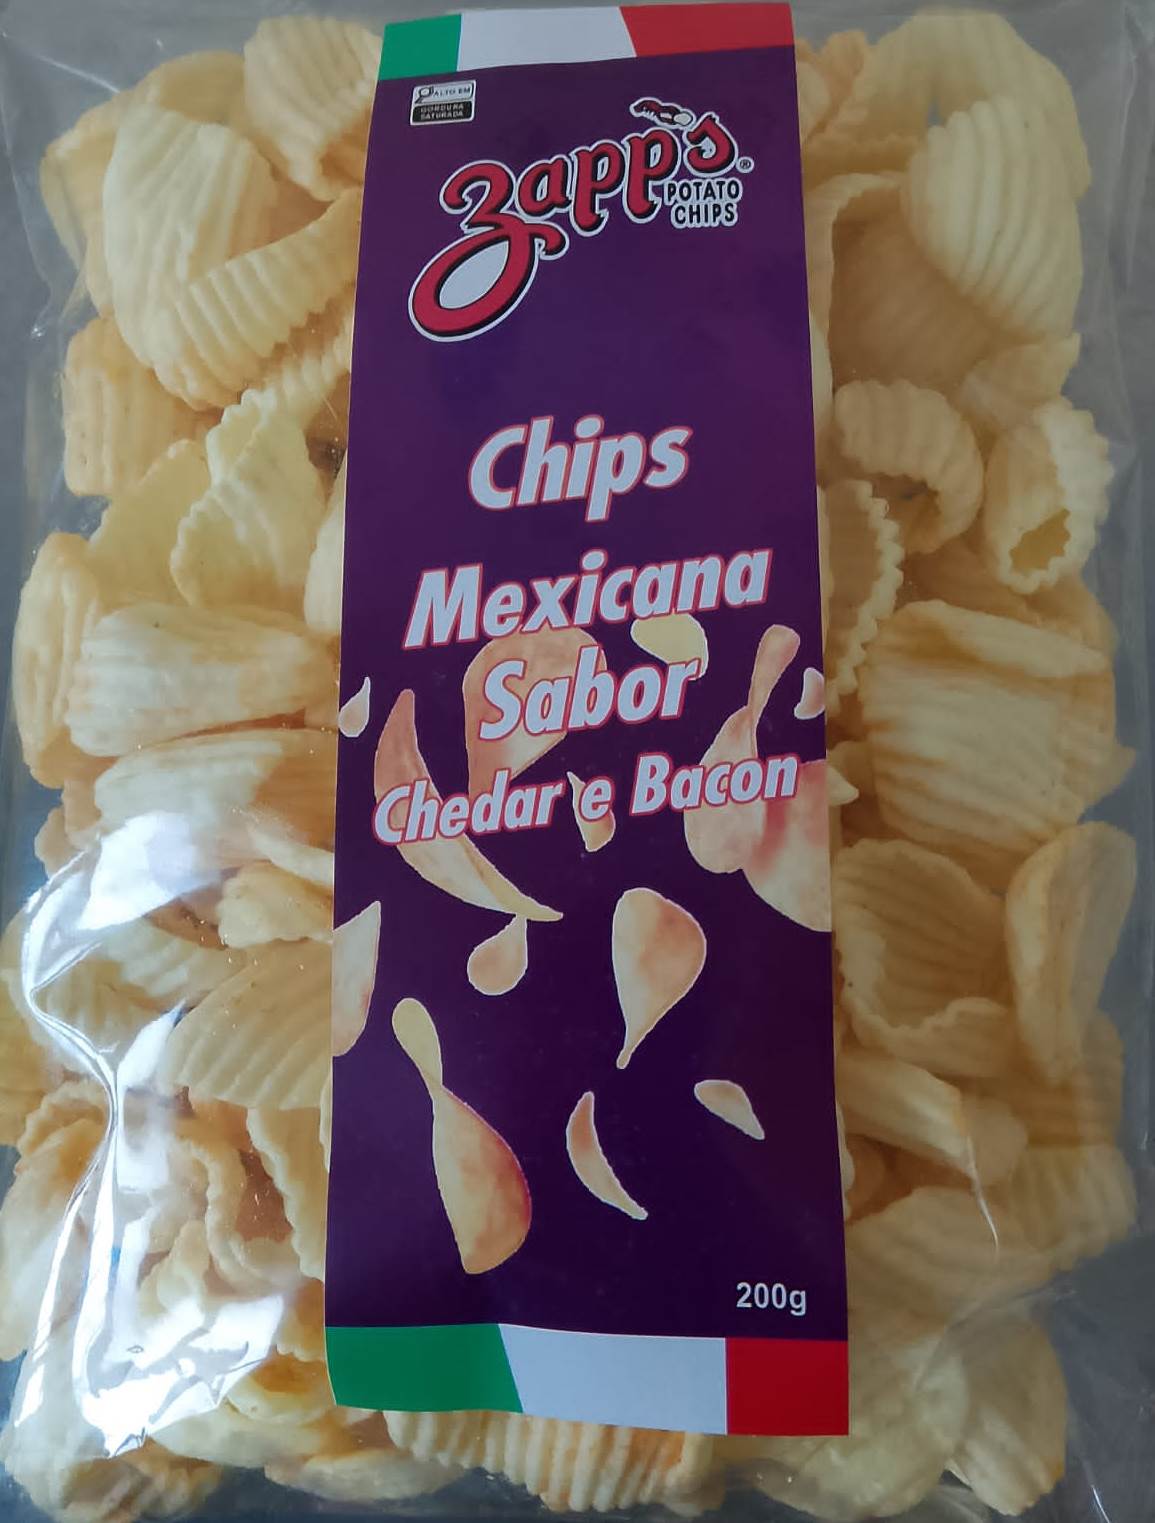 ALTO EM
GORDURA
SATURADA
Zapp's®
POTATO
CHIPS
Chips
Mexicana
Sabor
Chedar e Bacon
200g